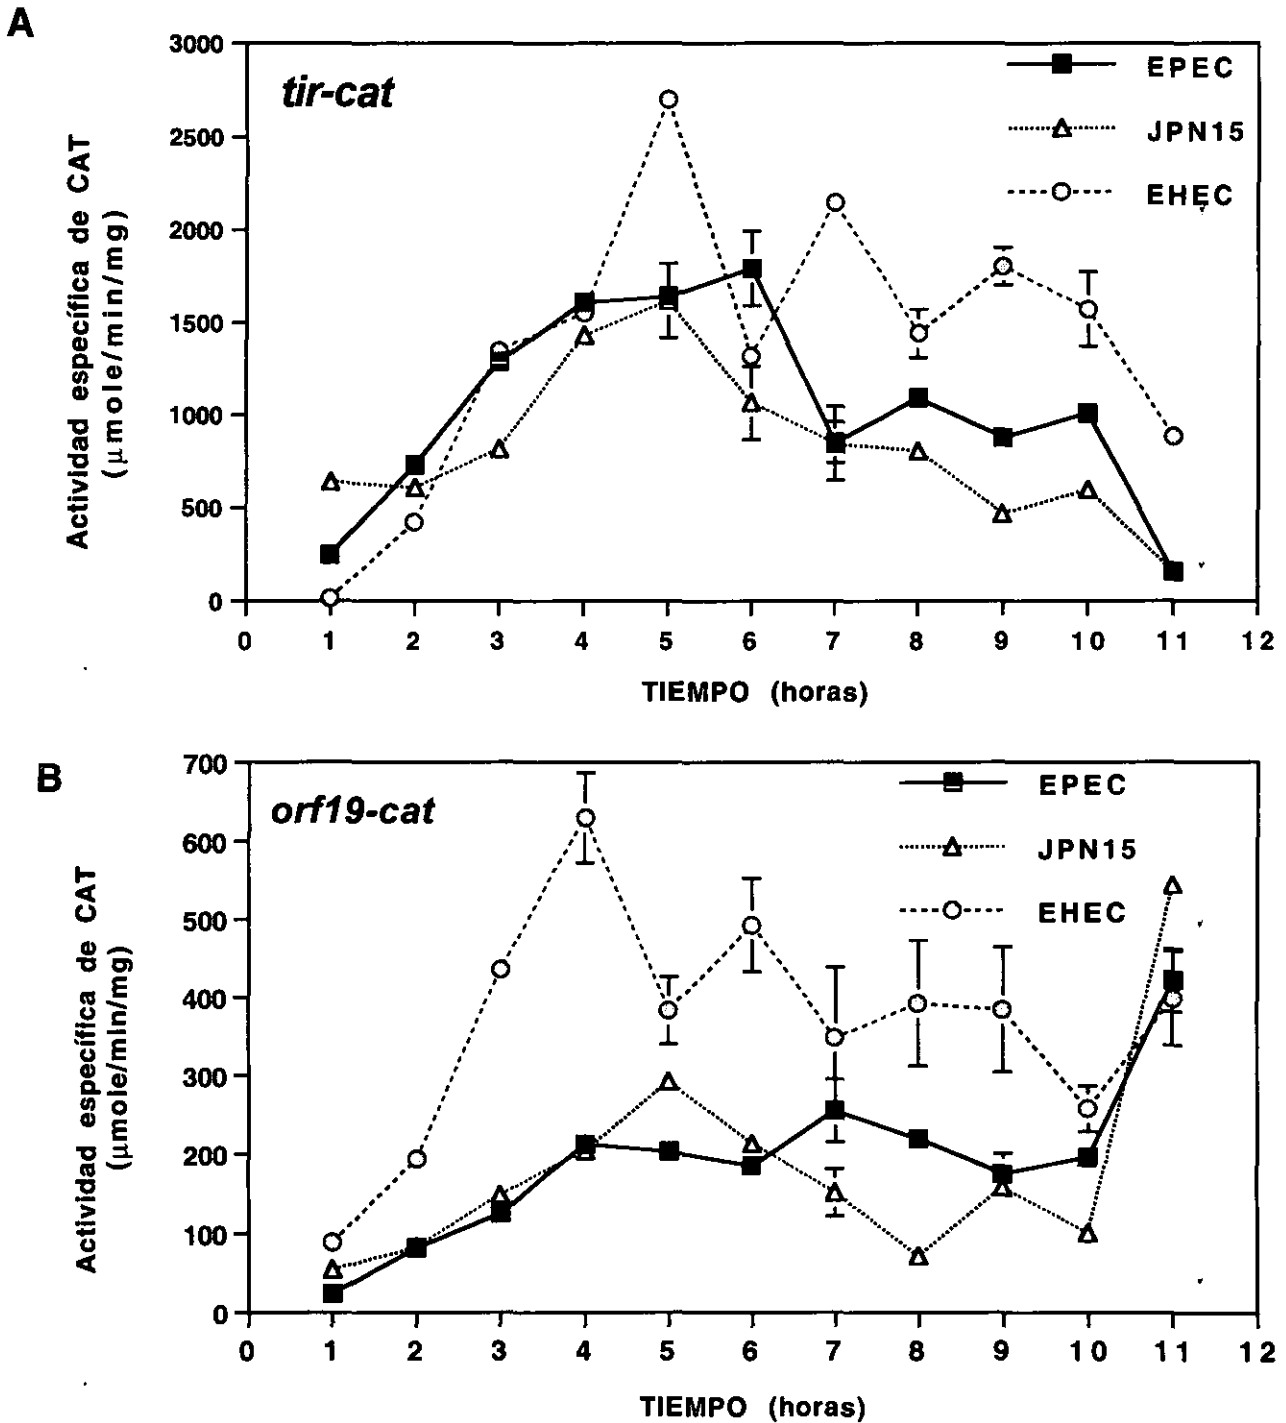 A
tir-cat
EPEC
JPN15
EHEC
Actividad específica de CAT
(μmole/min/mg)
3000
2500
2000
1500
1000
500
0
0 1 2 3 4 5 6 7 8 9 10 11 12
TIEMPO (horas)
B
orf19-cat
EPEC
JPN15
EHEC
Actividad específica de CAT
(μmole/min/mg)
700
600
500
400
300
200
100
0
0 1 2 3 4 5 6 7 8 9 10 11 12
TIEMPO (horas)